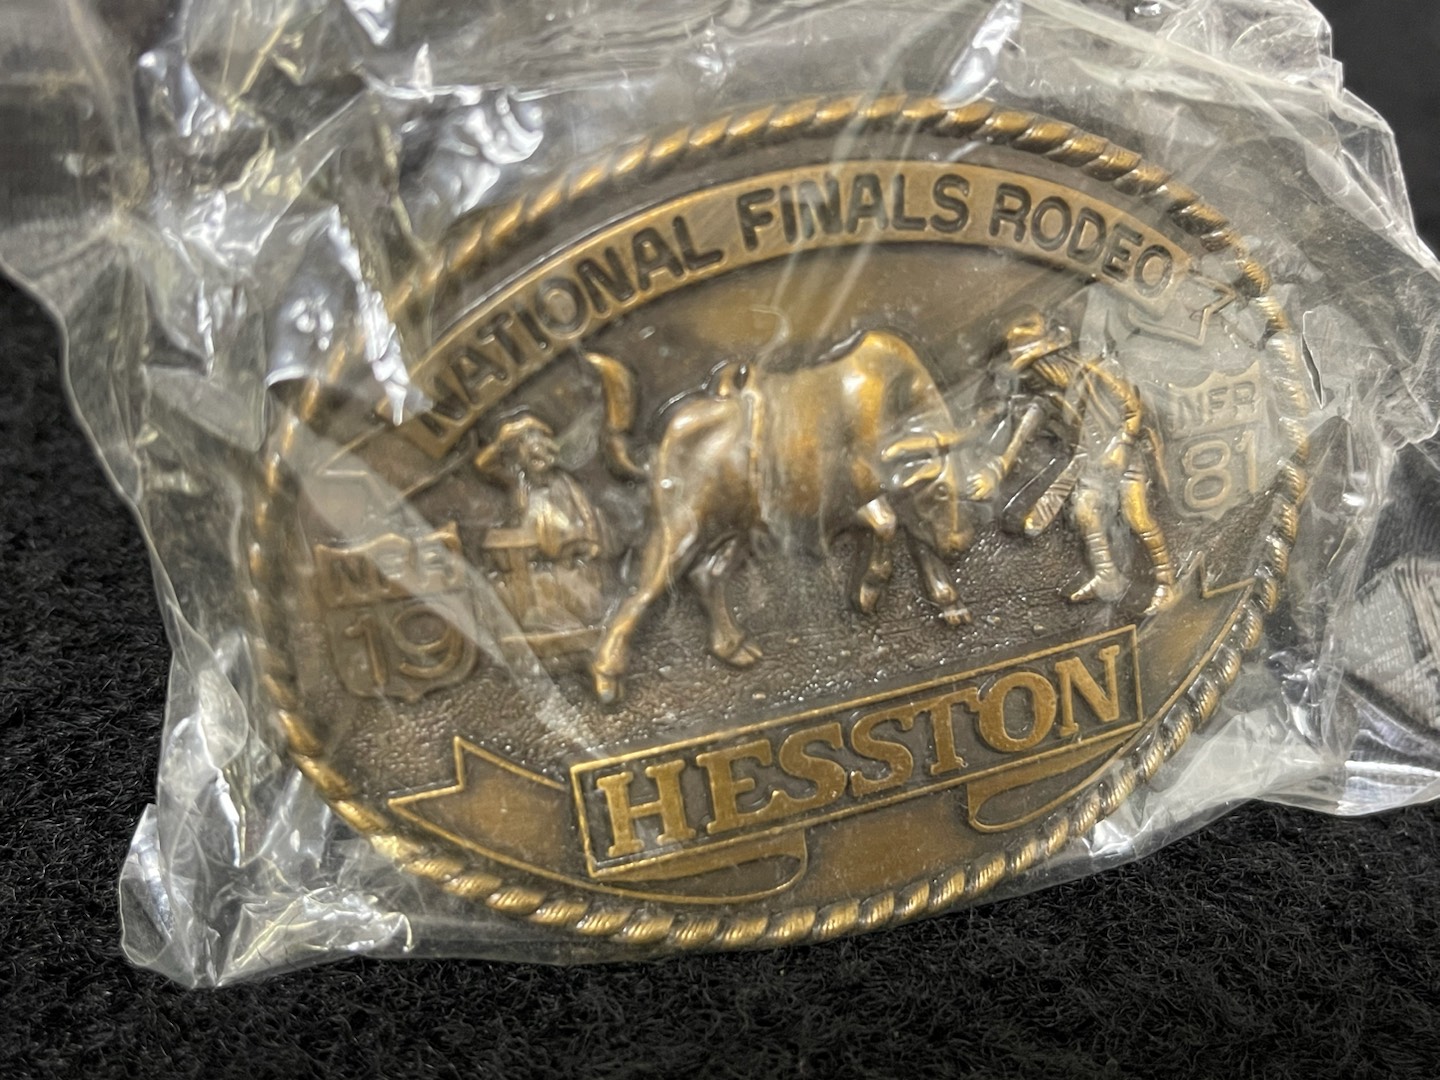 NATIONAL FINALS RODEO
NFR
19
NFR
81
HESSTON